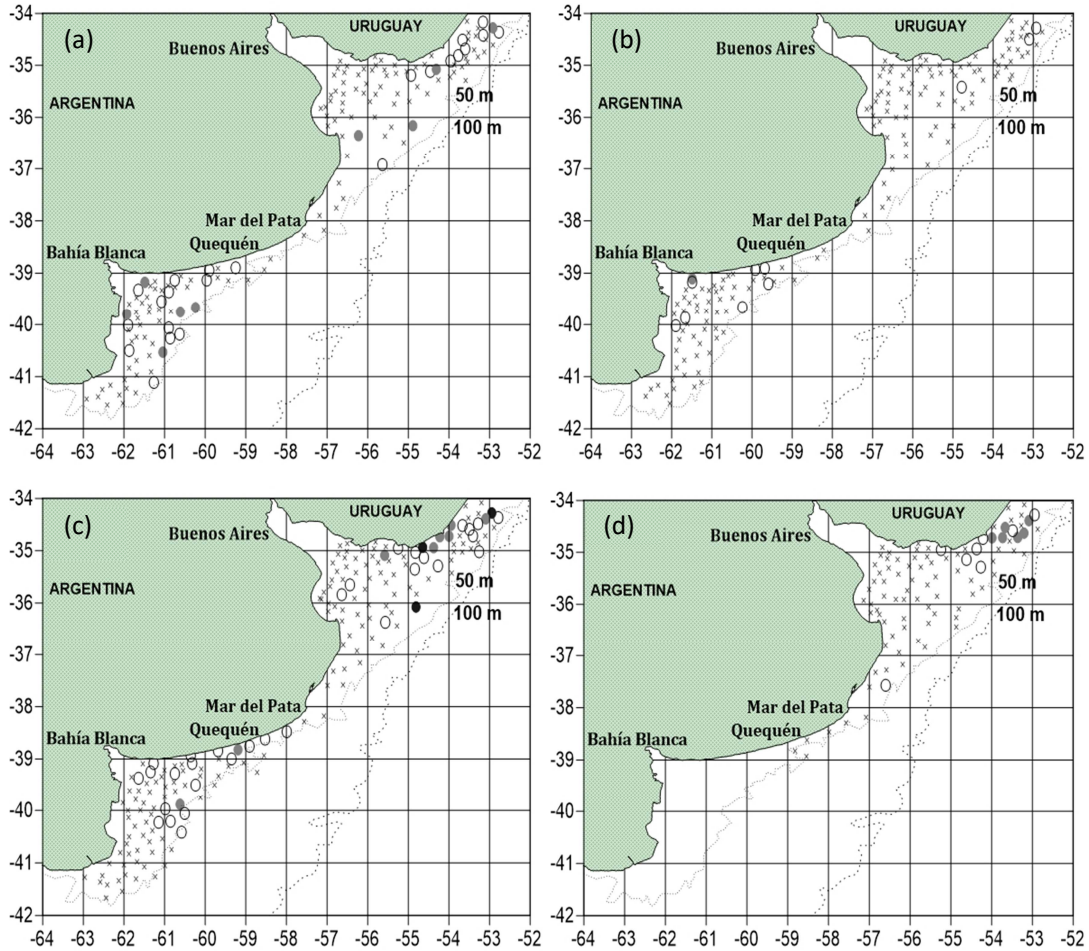 (a)
-34
-35
-36
-37
-38
-39
-40
-41
-42
URUGUAY
Buenos Aires
ARGENTINA
50 m
100 m
Mar del Pata
Quequén
Bahía Blanca
-64 -63 -62 -61 -60 -59 -58 -57 -56 -55 -54 -53 -52
(b)
-34
-35
-36
-37
-38
-39
-40
-41
-42
URUGUAY
Buenos Aires
ARGENTINA
50 m
100 m
Mar del Pata
Quequén
Bahía Blanca
-64 -63 -62 -61 -60 -59 -58 -57 -56 -55 -54 -53 -52
(c)
-34
-35
-36
-37
-38
-39
-40
-41
-42
URUGUAY
Buenos Aires
ARGENTINA
50 m
100 m
Mar del Pata
Quequén
Bahía Blanca
-64 -63 -62 -61 -60 -59 -58 -57 -56 -55 -54 -53 -52
(d)
-34
-35
-36
-37
-38
-39
-40
-41
-42
URUGUAY
Buenos Aires
ARGENTINA
50 m
100 m
Mar del Pata
Quequén
Bahía Blanca
-64 -63 -62 -61 -60 -59 -58 -57 -56 -55 -54 -53 -52